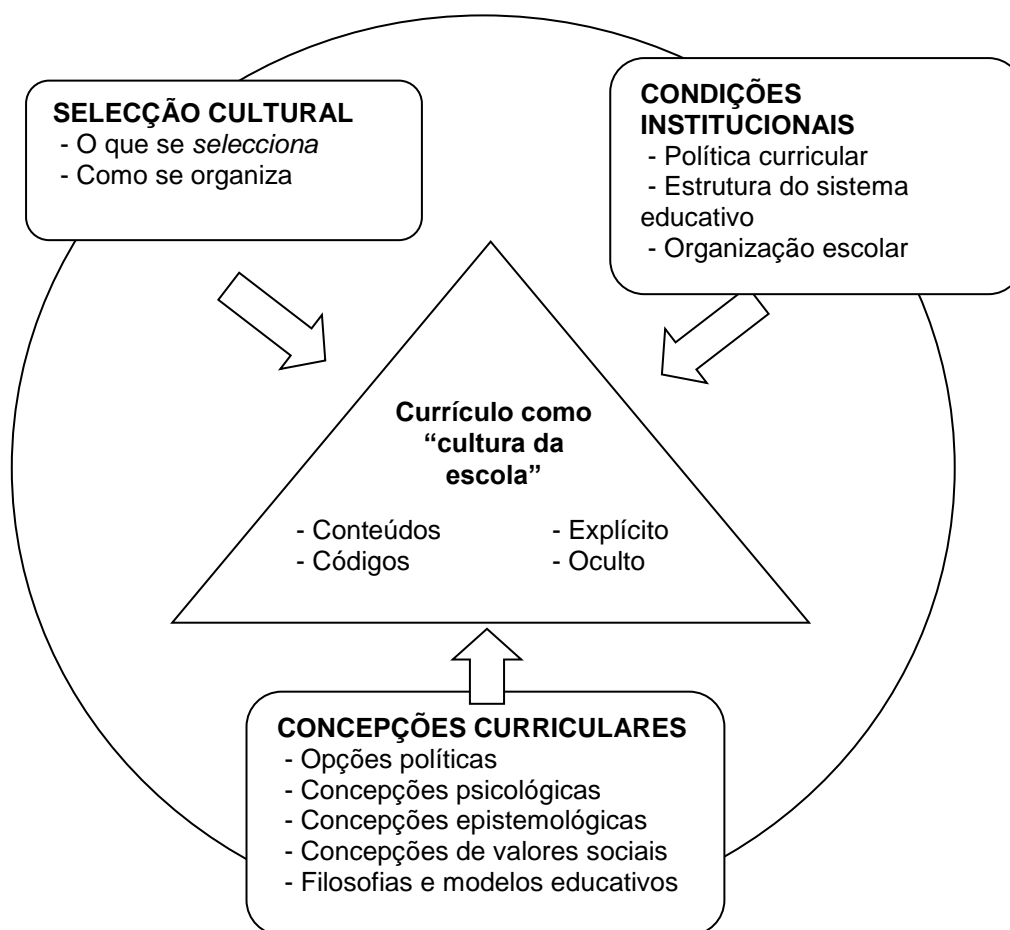 SELECÇÃO CULTURAL
- O que se selecciona
- Como se organiza
CONDIÇÕES
INSTITUCIONAIS
- Política curricular
- Estrutura do sistema
educativo
- Organização escolar
Currículo como
“cultura da
escola”
- Conteúdos
- Códigos
- Explícito
- Oculto
CONCEPÇÕES CURRICULARES
- Opções políticas
- Concepções psicológicas
- Concepções epistemológicas
- Concepções de valores sociais
- Filosofias e modelos educativos